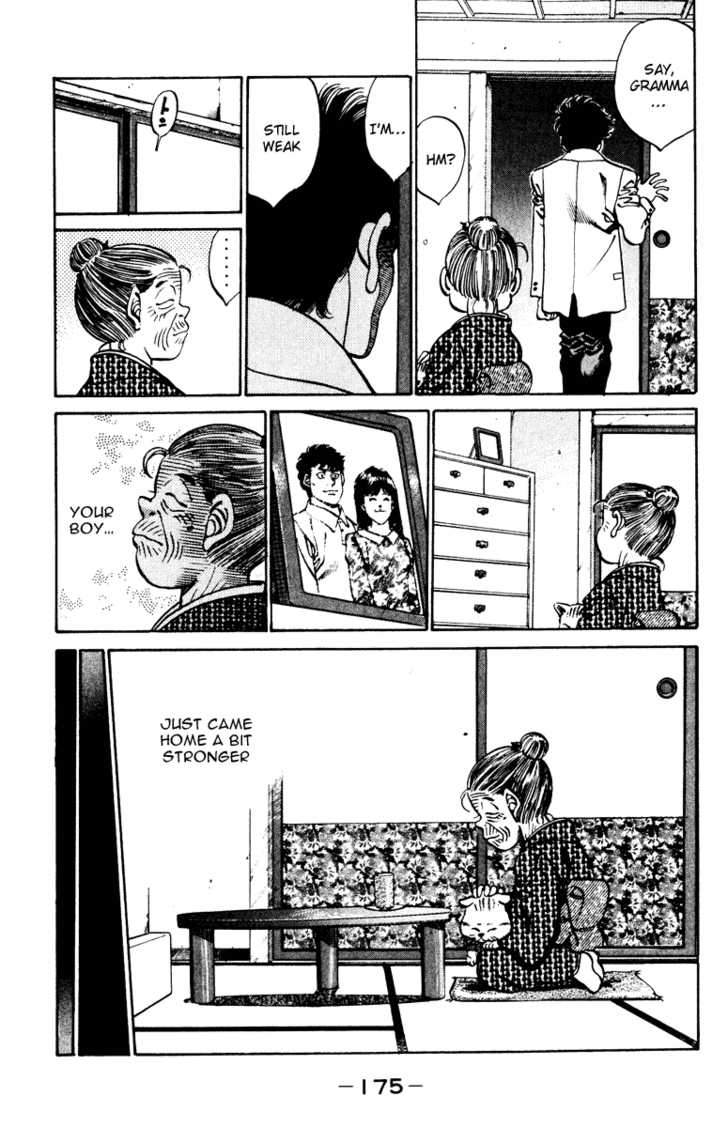 SAY,
GRAMMA
...
HM?
I'M...
STILL
WEAK
......
YOUR
BOY...
JUST CAME
HOME A BIT
STRONGER
-175-